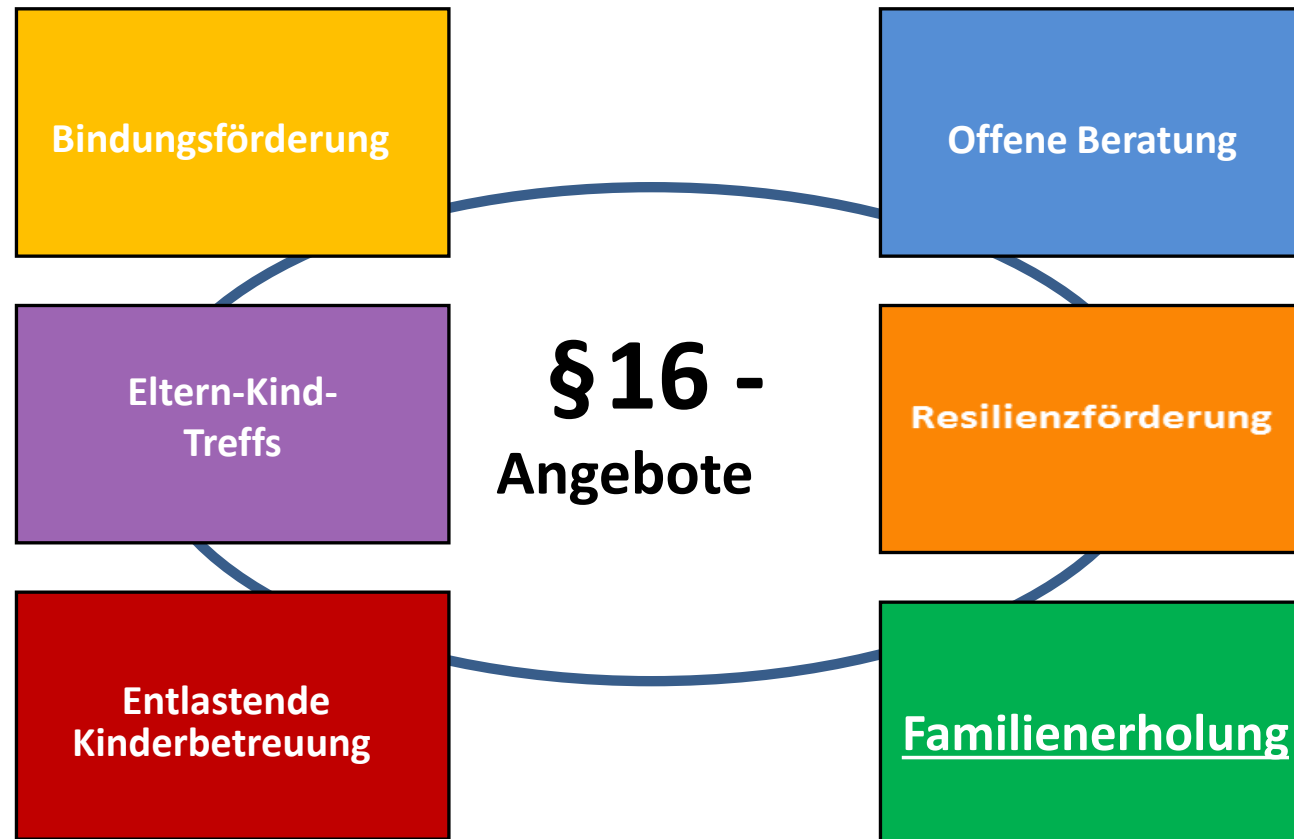 Bindungsförderung
Offene Beratung
Eltern-Kind-
Treffs
§ 16 -
Angebote
Resilienzförderung
Entlastende
Kinderbetreuung
Familienerholung